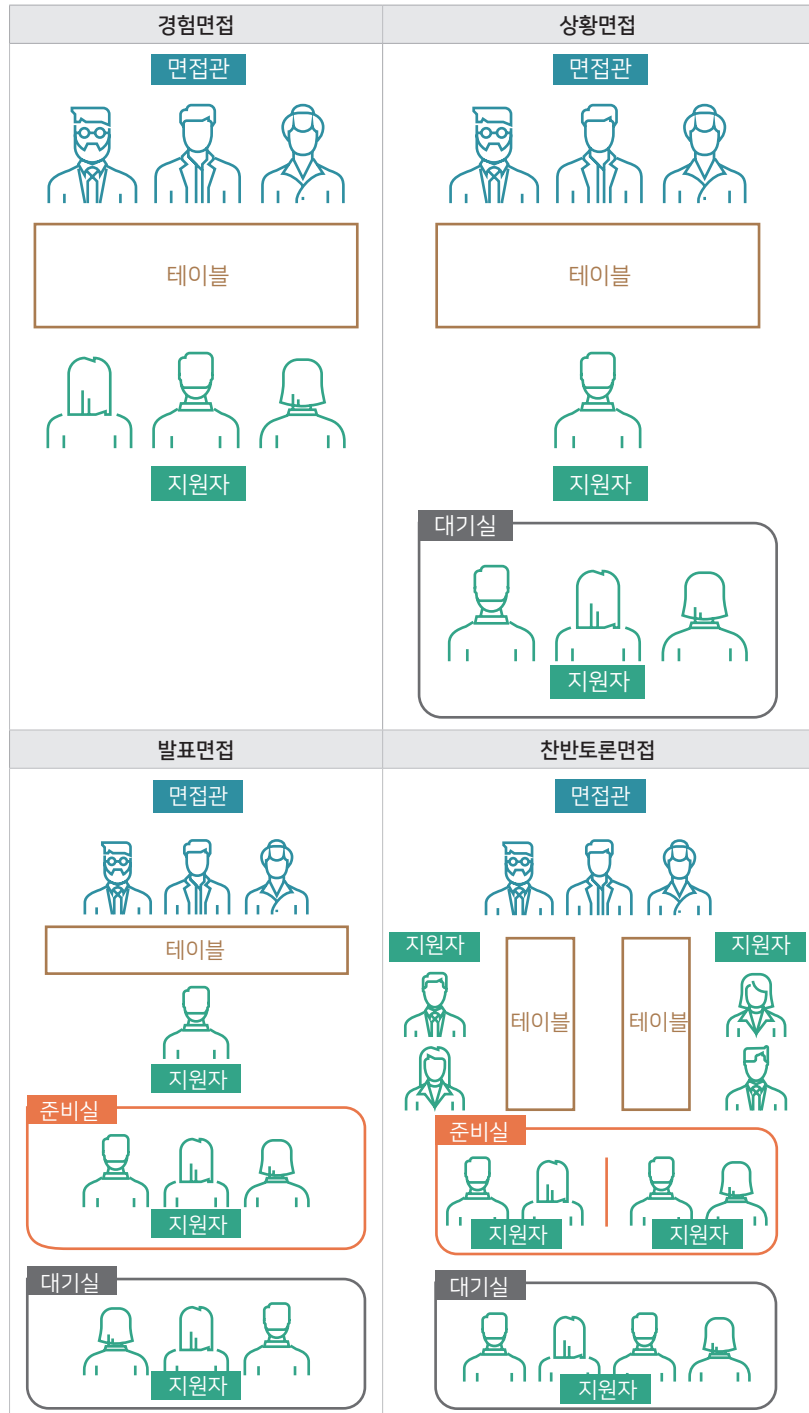 경험면접
상황면접
면접관
면접관
테이블
테이블
지원자
지원자
대기실
지원자
발표면접
찬반토론면접
면접관
면접관
테이블
지원자
준비실
지원자
대기실
지원자
지원자
지원자
테이블
테이블
준비실
지원자
지원자
대기실
지원자